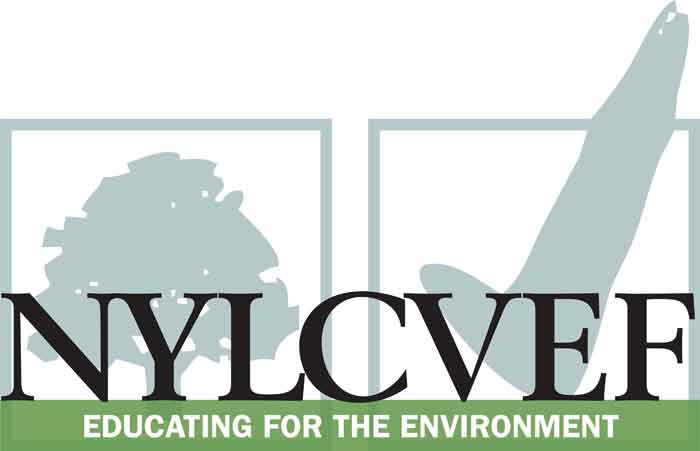 NYLCVEF
EDUCATING FOR THE ENVIRONMENT